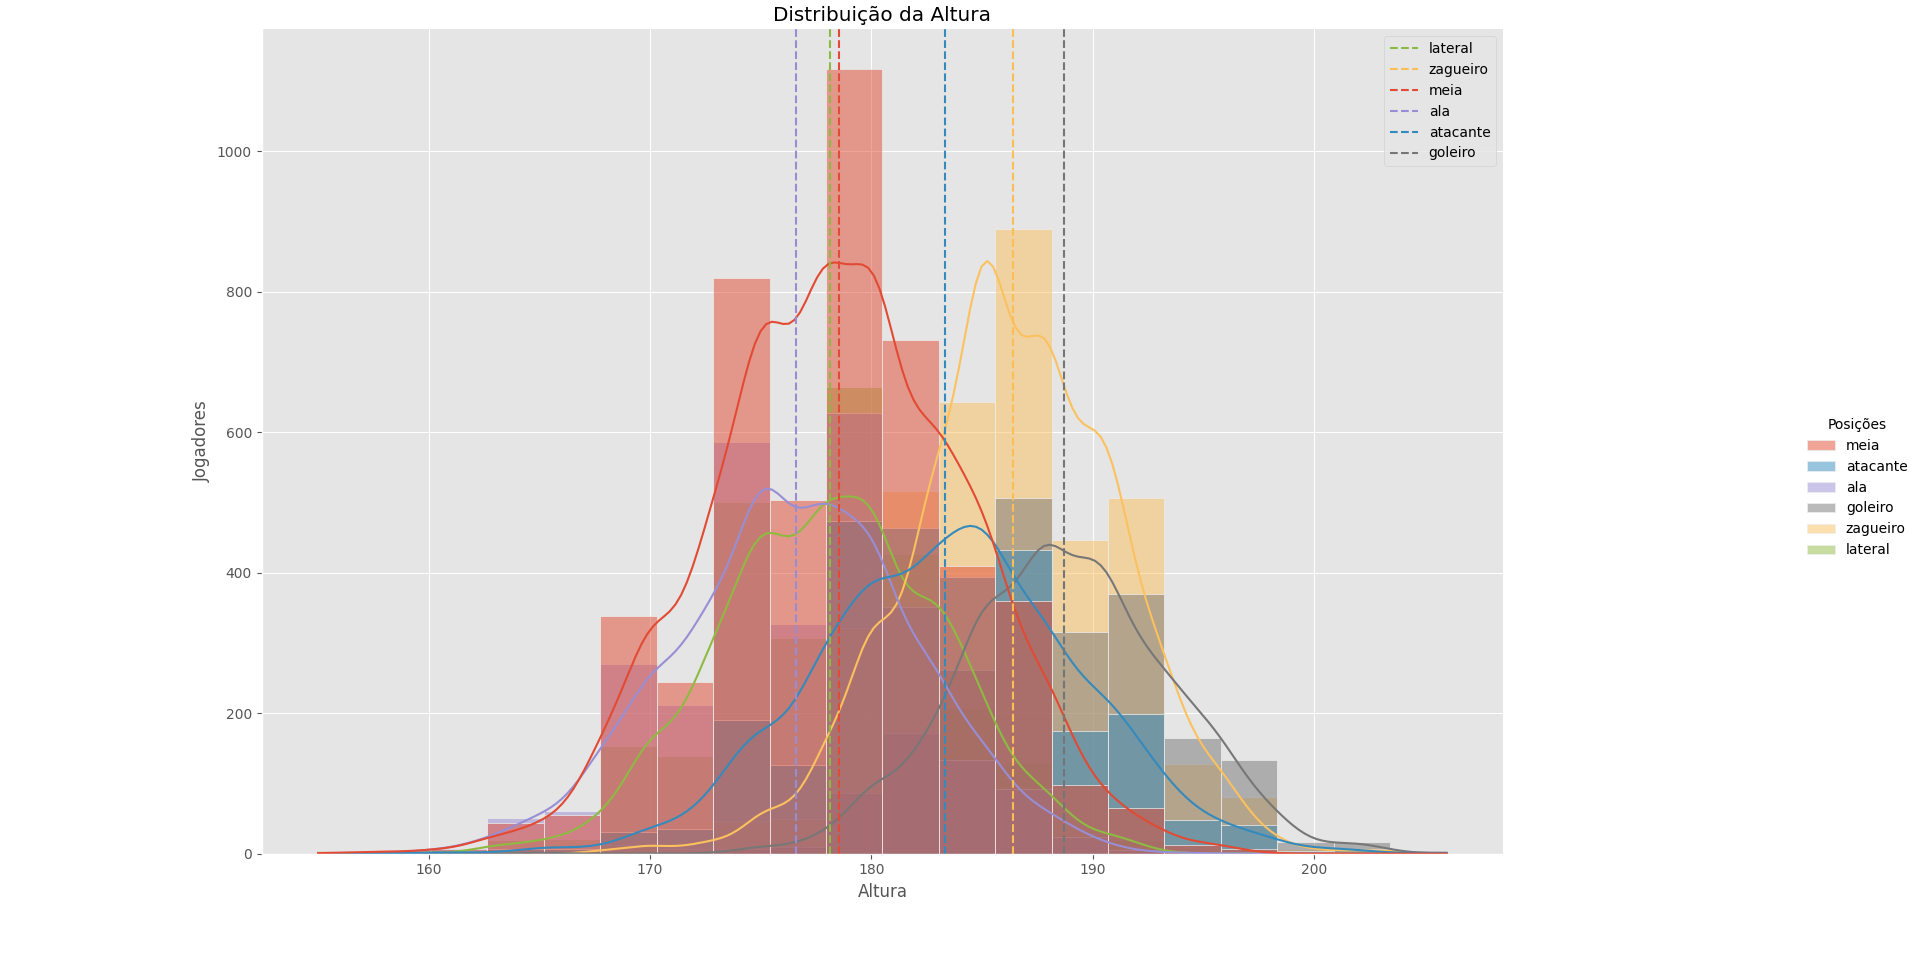 Distribuição da Altura
lateral
zagueiro
meia
ala
atacante
goleiro
1000
800
600
400
200
0
Jogadores
160
170
180
190
200
Altura
Posições
meia
atacante
ala
goleiro
zagueiro
lateral